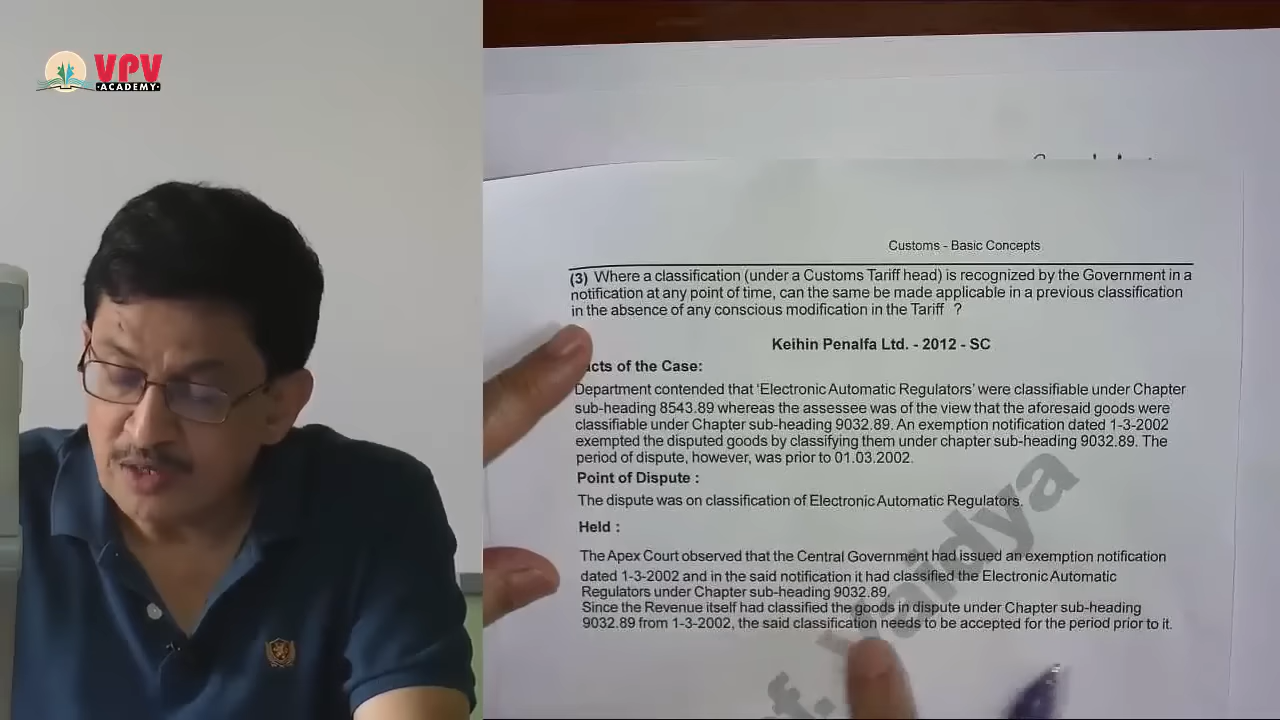 VPV
·ACADEMY·
Customs - Basic Concepts
(3) Where a classification (under a Customs Tariff head) is recognized by the Government in a
notification at any point of time, can the same be made applicable in a previous classification
in the absence of any conscious modification in the Tariff ?
Keihin Penalfa Ltd. - 2012 - SC
acts of the Case:
Department contended that ‘Electronic Automatic Regulators’ were classifiable under Chapter
sub-heading 8543.89 whereas the assessee was of the view that the aforesaid goods were
classifiable under Chapter sub-heading 9032.89. An exemption notification dated 1-3-2002
exempted the disputed goods by classifying them under chapter sub-heading 9032.89. The
period of dispute, however, was prior to 01.03.2002.
Point of Dispute :
The dispute was on classification of Electronic Automatic Regulators.
Held :
The Apex Court observed that the Central Government had issued an exemption notification
dated 1-3-2002 and in the said notification it had classified the Electronic Automatic
Regulators under Chapter sub-heading 9032.89.
Since the Revenue itself had classified the goods in dispute under Chapter sub-heading
9032.89 from 1-3-2002, the said classification needs to be accepted for the period prior to it.
f. Vaidya